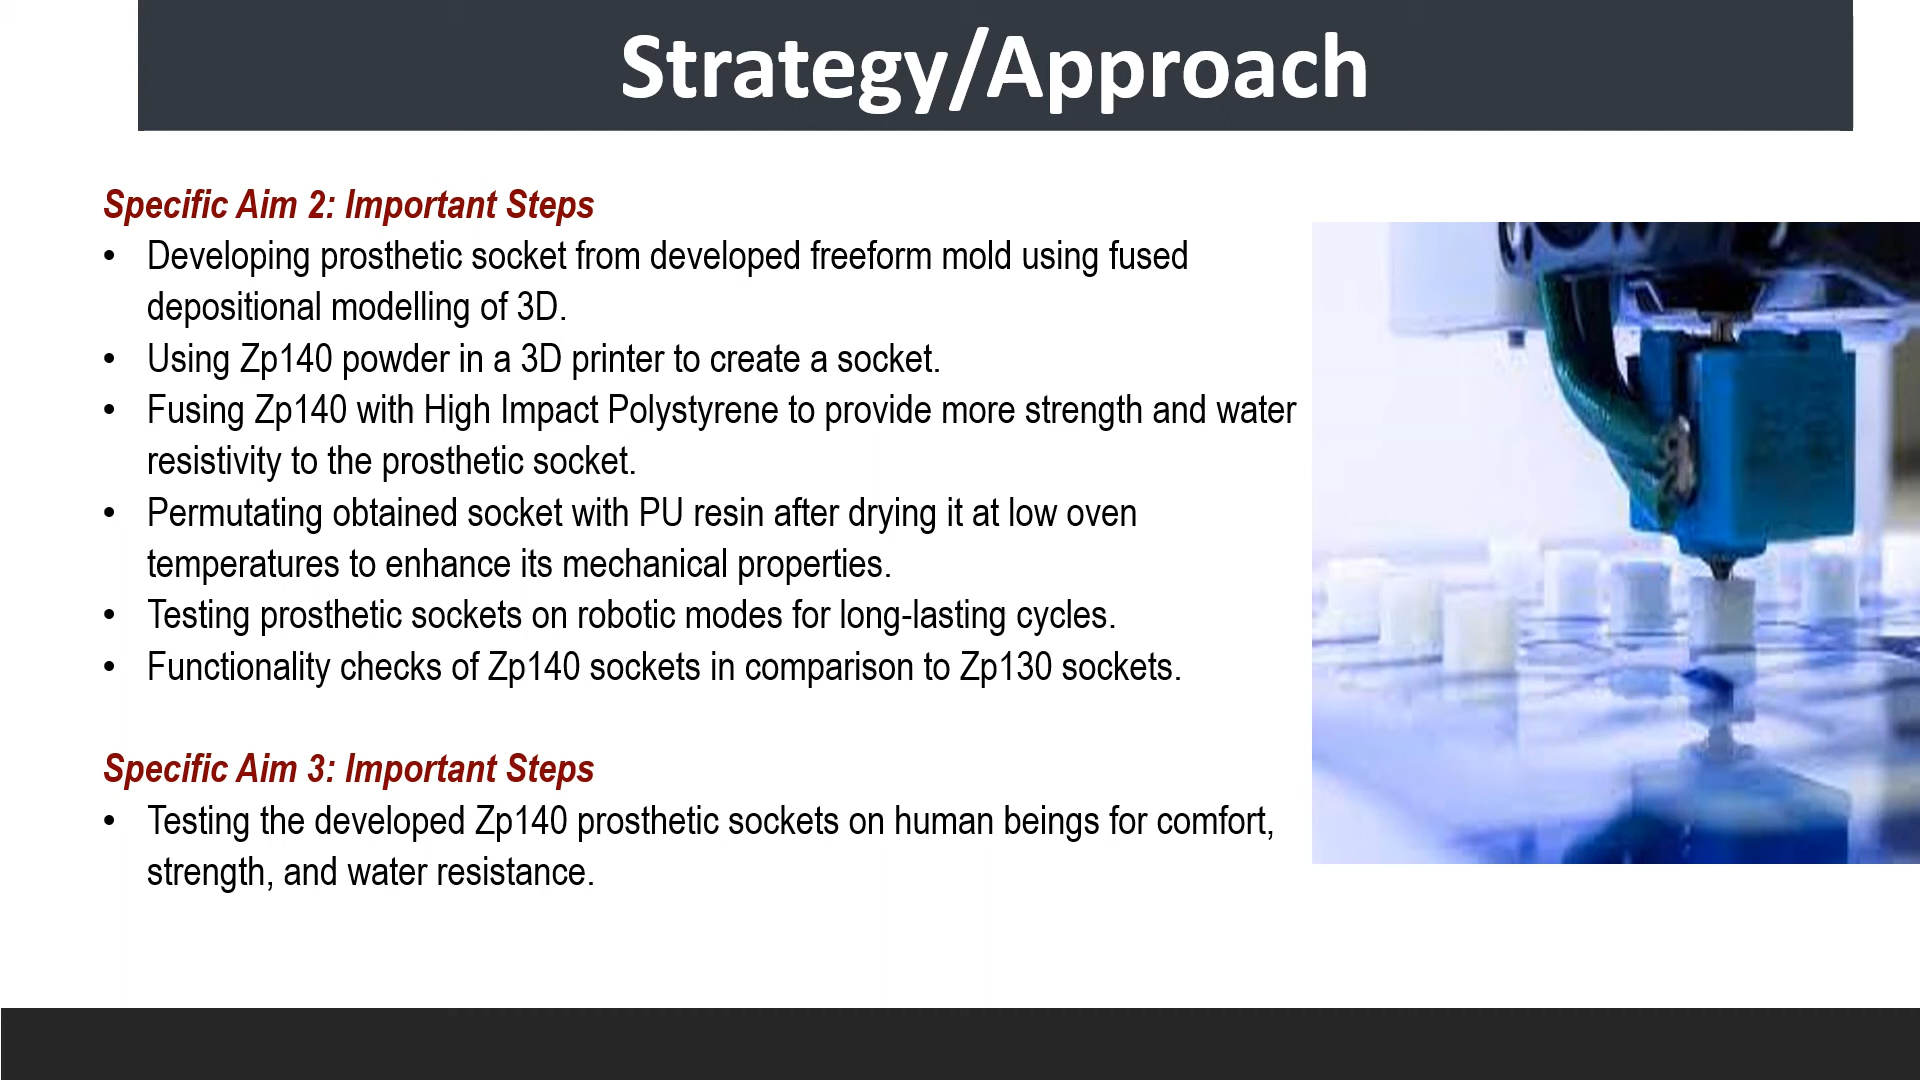 Strategy/Approach
Specific Aim 2: Important Steps
• Developing prosthetic socket from developed freeform mold using fused
depositional modelling of 3D.
• Using Zp140 powder in a 3D printer to create a socket.
• Fusing Zp140 with High Impact Polystyrene to provide more strength and water
resistivity to the prosthetic socket.
• Permutating obtained socket with PU resin after drying it at low oven
temperatures to enhance its mechanical properties.
• Testing prosthetic sockets on robotic modes for long-lasting cycles.
• Functionality checks of Zp140 sockets in comparison to Zp130 sockets.
Specific Aim 3: Important Steps
• Testing the developed Zp140 prosthetic sockets on human beings for comfort,
strength, and water resistance.